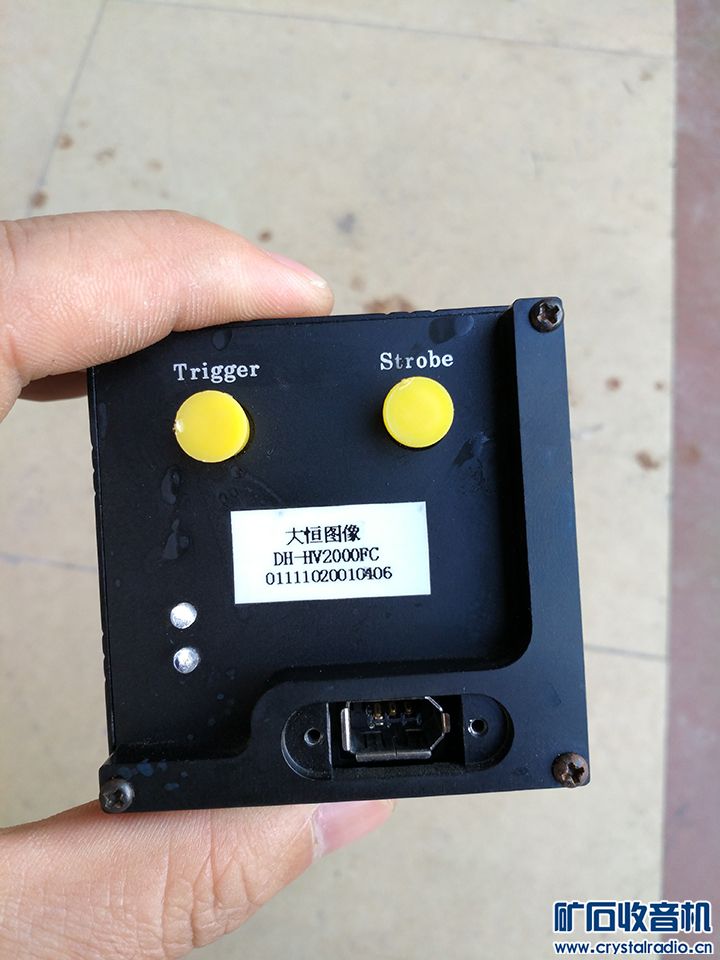 Trigger
Strobe
大恒图像
DH-HV2000FC
01111020010406
矿石收音机
www.crystalradio.cn